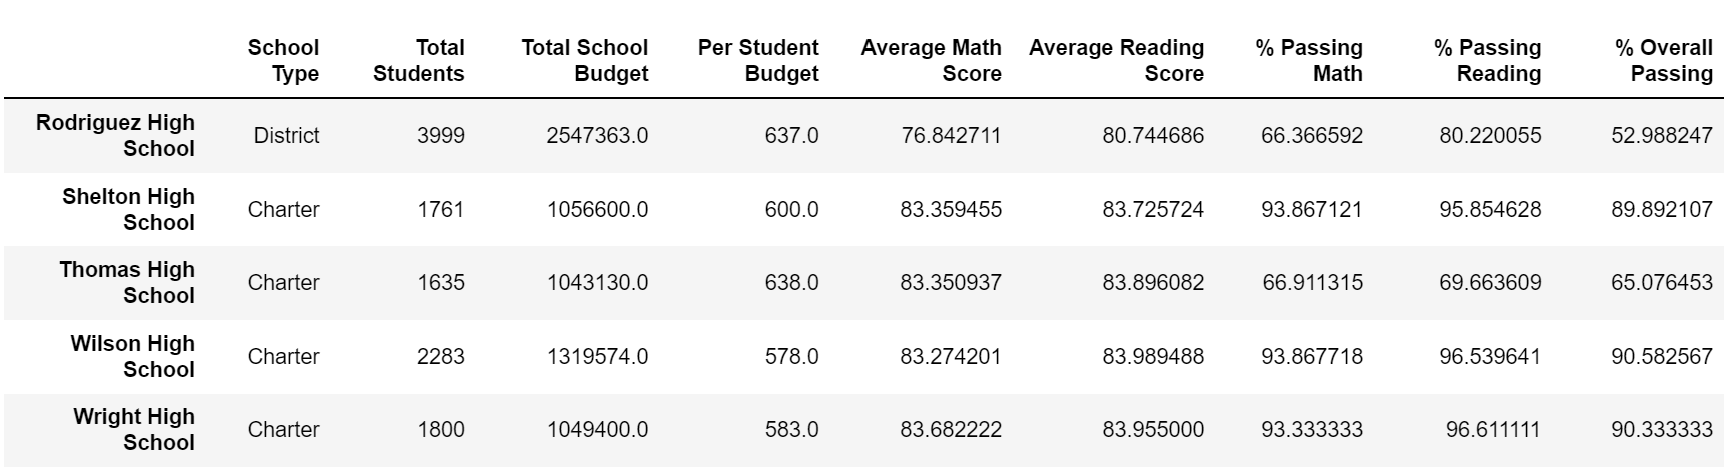 School Type Total Students Total School Budget Per Student Budget Average Math Score Average Reading Score % Passing Math % Passing Reading % Overall Passing
Rodriguez High School District 3999 2547363.0 637.0 76.842711 80.744686 66.366592 80.220055 52.988247
Shelton High School Charter 1761 1056600.0 600.0 83.359455 83.725724 93.867121 95.854628 89.892107
Thomas High School Charter 1635 1043130.0 638.0 83.350937 83.896082 66.911315 69.663609 65.076453
Wilson High School Charter 2283 1319574.0 578.0 83.274201 83.989488 93.867718 96.539641 90.582567
Wright High School Charter 1800 1049400.0 583.0 83.682222 83.955000 93.333333 96.611111 90.333333